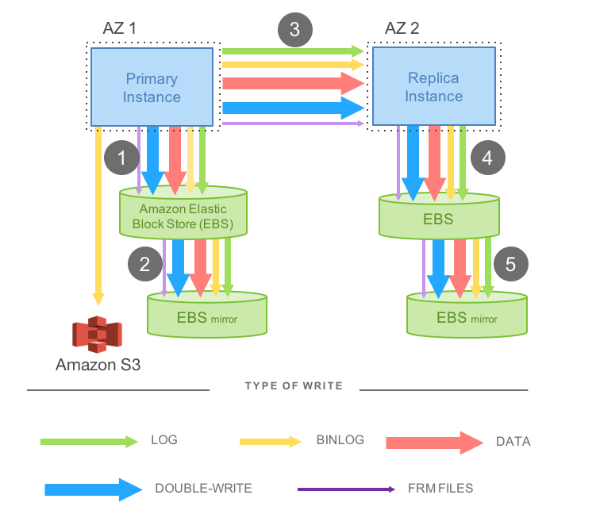 AZ 1
3
AZ 2
Primary
Instance
Replica
Instance
1
4
Amazon Elastic
Block Store (EBS)
EBS
2
5
EBS mirror
EBS mirror
Amazon S3
TYPE OF WRITE
LOG
BINLOG
DATA
DOUBLE-WRITE
FRM FILES